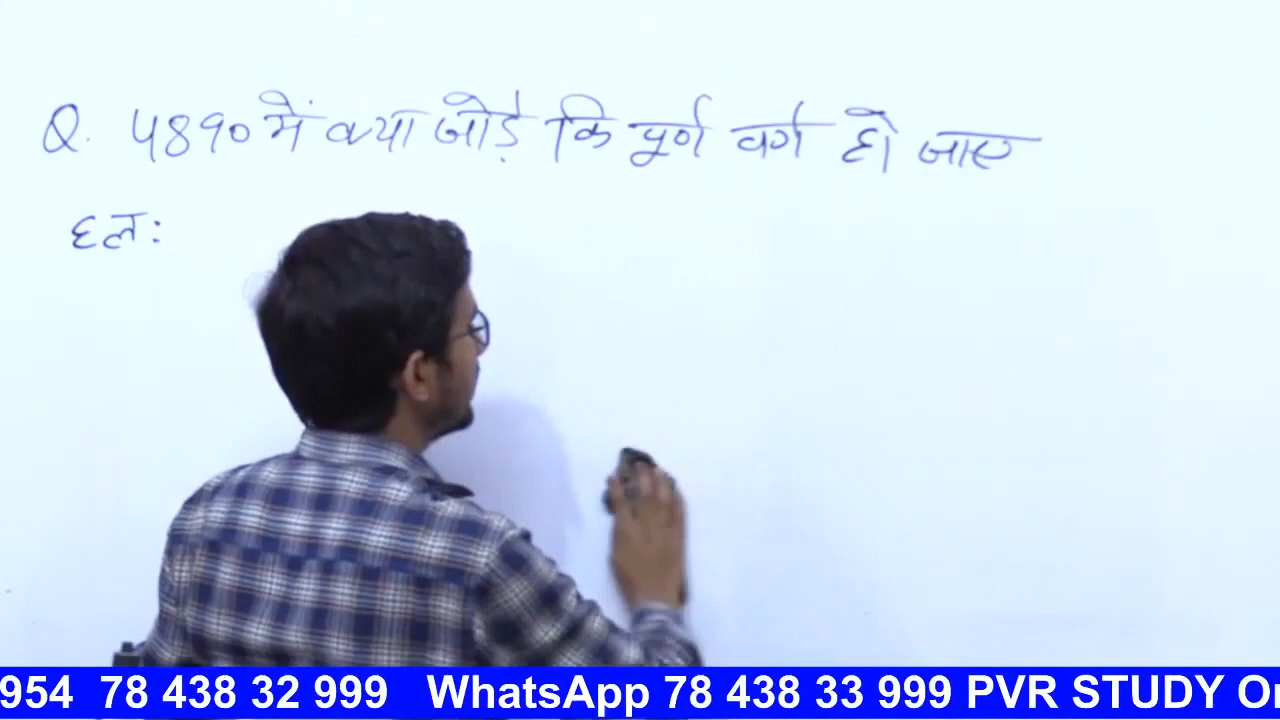 Q. 4890 में क्या जोड़े कि पूर्ण वर्ग हो जाए
हल:
954 78 438 32 999 WhatsApp 78 438 33 999 PVR STUDY